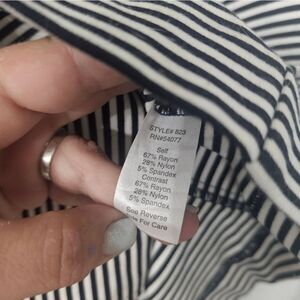 STYLE# 823
RN#54077
Self
67% Rayon
28% Nylon
5% Spandex
Contrast
67% Rayon
28% Nylon
5% Spandex
See Reverse
For Care